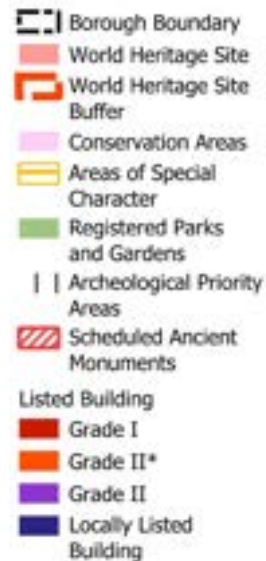 Borough Boundary
World Heritage Site
World Heritage Site
Buffer
Conservation Areas
Areas of Special
Character
Registered Parks
and Gardens
Archeological Priority
Areas
Scheduled Ancient
Monuments
Listed Building
Grade I
Grade II*
Grade II
Locally Listed
Building